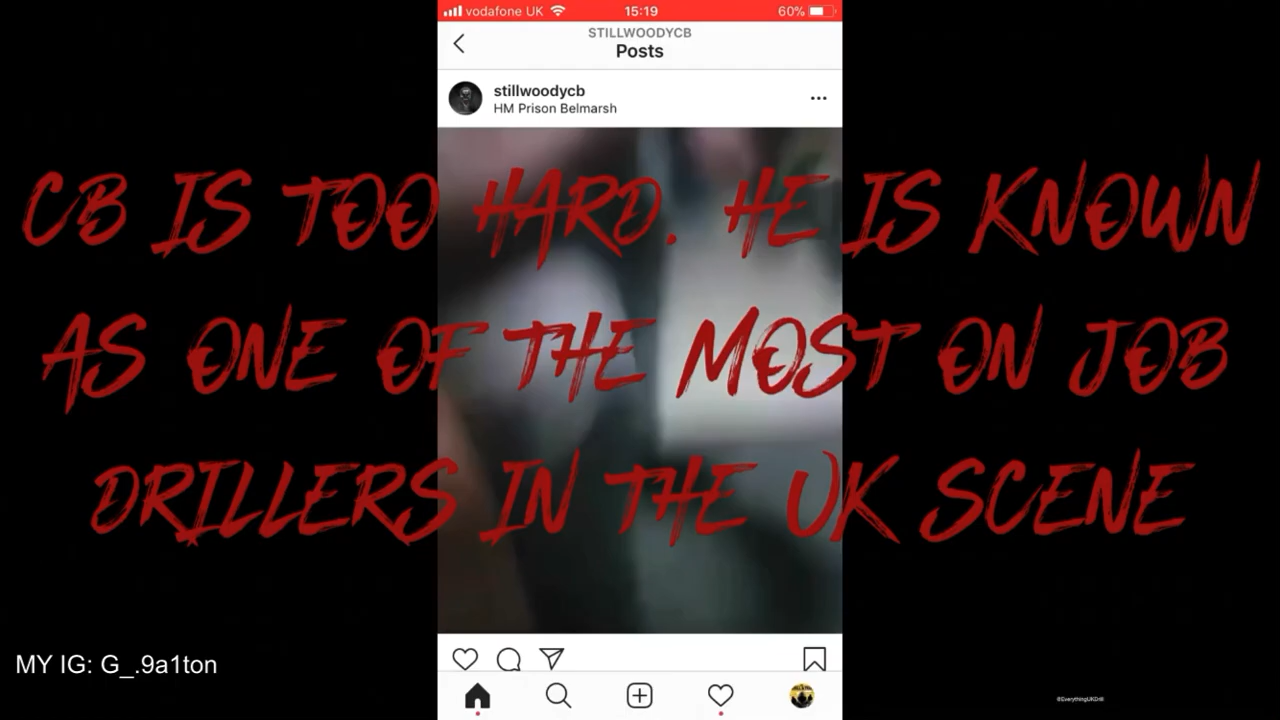 vodafone UK 15:19 60%
STILLWOODYCB
Posts
stillwoodycb
HM Prison Belmarsh
CB IS TOO HARD. HE IS KNOWN
AS ONE OF THE MOST ON JOB
DRILLERS IN THE UK SCENE
MY IG: G_.9a1ton
@EverythingUKDrill